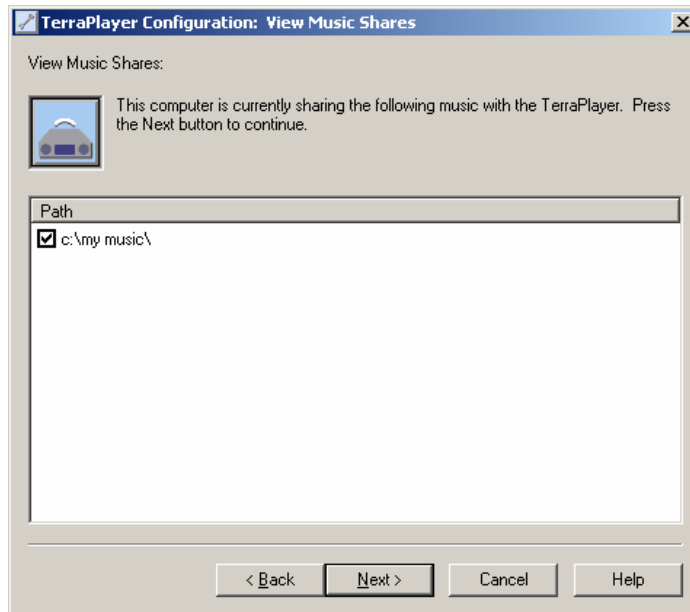 TerraPlayer Configuration: View Music Shares
View Music Shares:
This computer is currently sharing the following music with the TerraPlayer. Press
the Next button to continue.
Path
c:\my music\
< Back
Next >
Cancel
Help